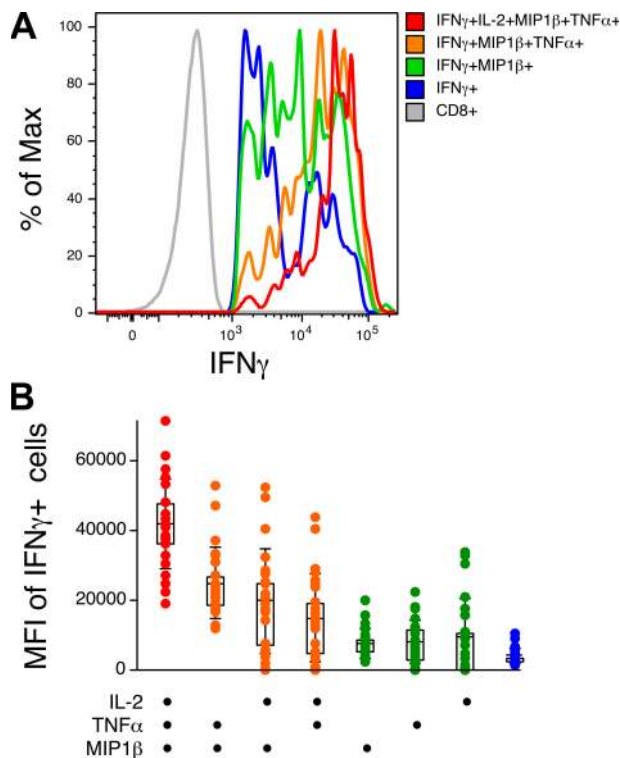 A
IFNγ+IL-2+MIP1β+TNFα+
IFNγ+MIP1β+TNFα+
IFNγ+MIP1β+
IFNγ+
CD8+
% of Max
100
80
60
40
20
0
0 10³ 10⁴ 10⁵
IFNγ
B
MFI of IFNγ+ cells
60000
40000
20000
0
IL-2
TNFα
MIP1β